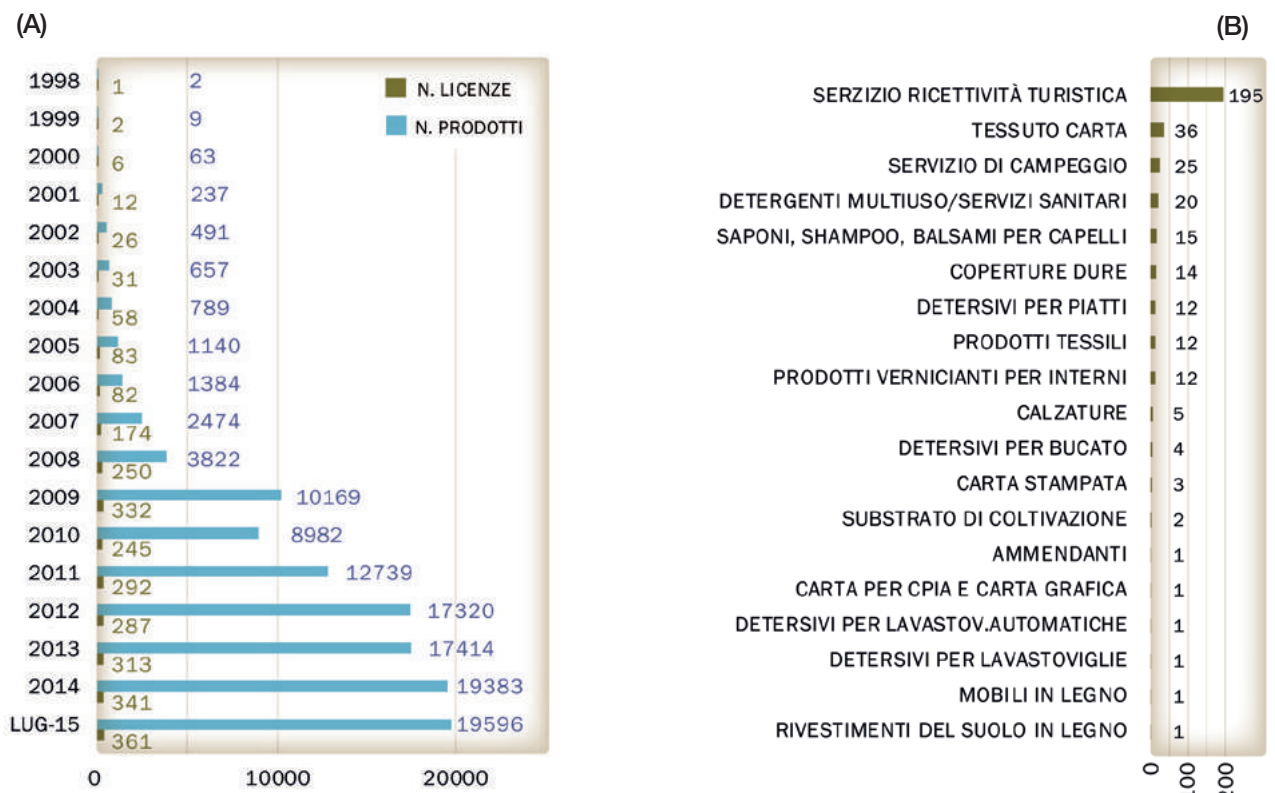 (A)
(B)
N. LICENZE
N. PRODOTTI
1998 1 2
1999 2 9
2000 6 63
2001 12 237
2002 26 491
2003 31 657
2004 58 789
2005 83 1140
2006 82 1384
2007 174 2474
2008 250 3822
2009 332 10169
2010 245 8982
2011 292 12739
2012 287 17320
2013 313 17414
2014 341 19383
LUG-15 361 19596
0 10000 20000
SERZIZIO RICETTIVITÀ TURISTICA 195
TESSUTO CARTA 36
SERVIZIO DI CAMPEGGIO 25
DETERGENTI MULTIUSO/SERVIZI SANITARI 20
SAPONI, SHAMPOO, BALSAMI PER CAPELLI 15
COPERTURE DURE 14
DETERSIVI PER PIATTI 12
PRODOTTI TESSILI 12
PRODOTTI VERNICIANTI PER INTERNI 12
CALZATURE 5
DETERSIVI PER BUCATO 4
CARTA STAMPATA 3
SUBSTRATO DI COLTIVAZIONE 2
AMMENDANTI 1
CARTA PER CPIA E CARTA GRAFICA 1
DETERSIVI PER LAVASTOV.AUTOMATICHE 1
DETERSIVI PER LAVASTOVIGLIE 1
MOBILI IN LEGNO 1
RIVESTIMENTI DEL SUOLO IN LEGNO 1
0